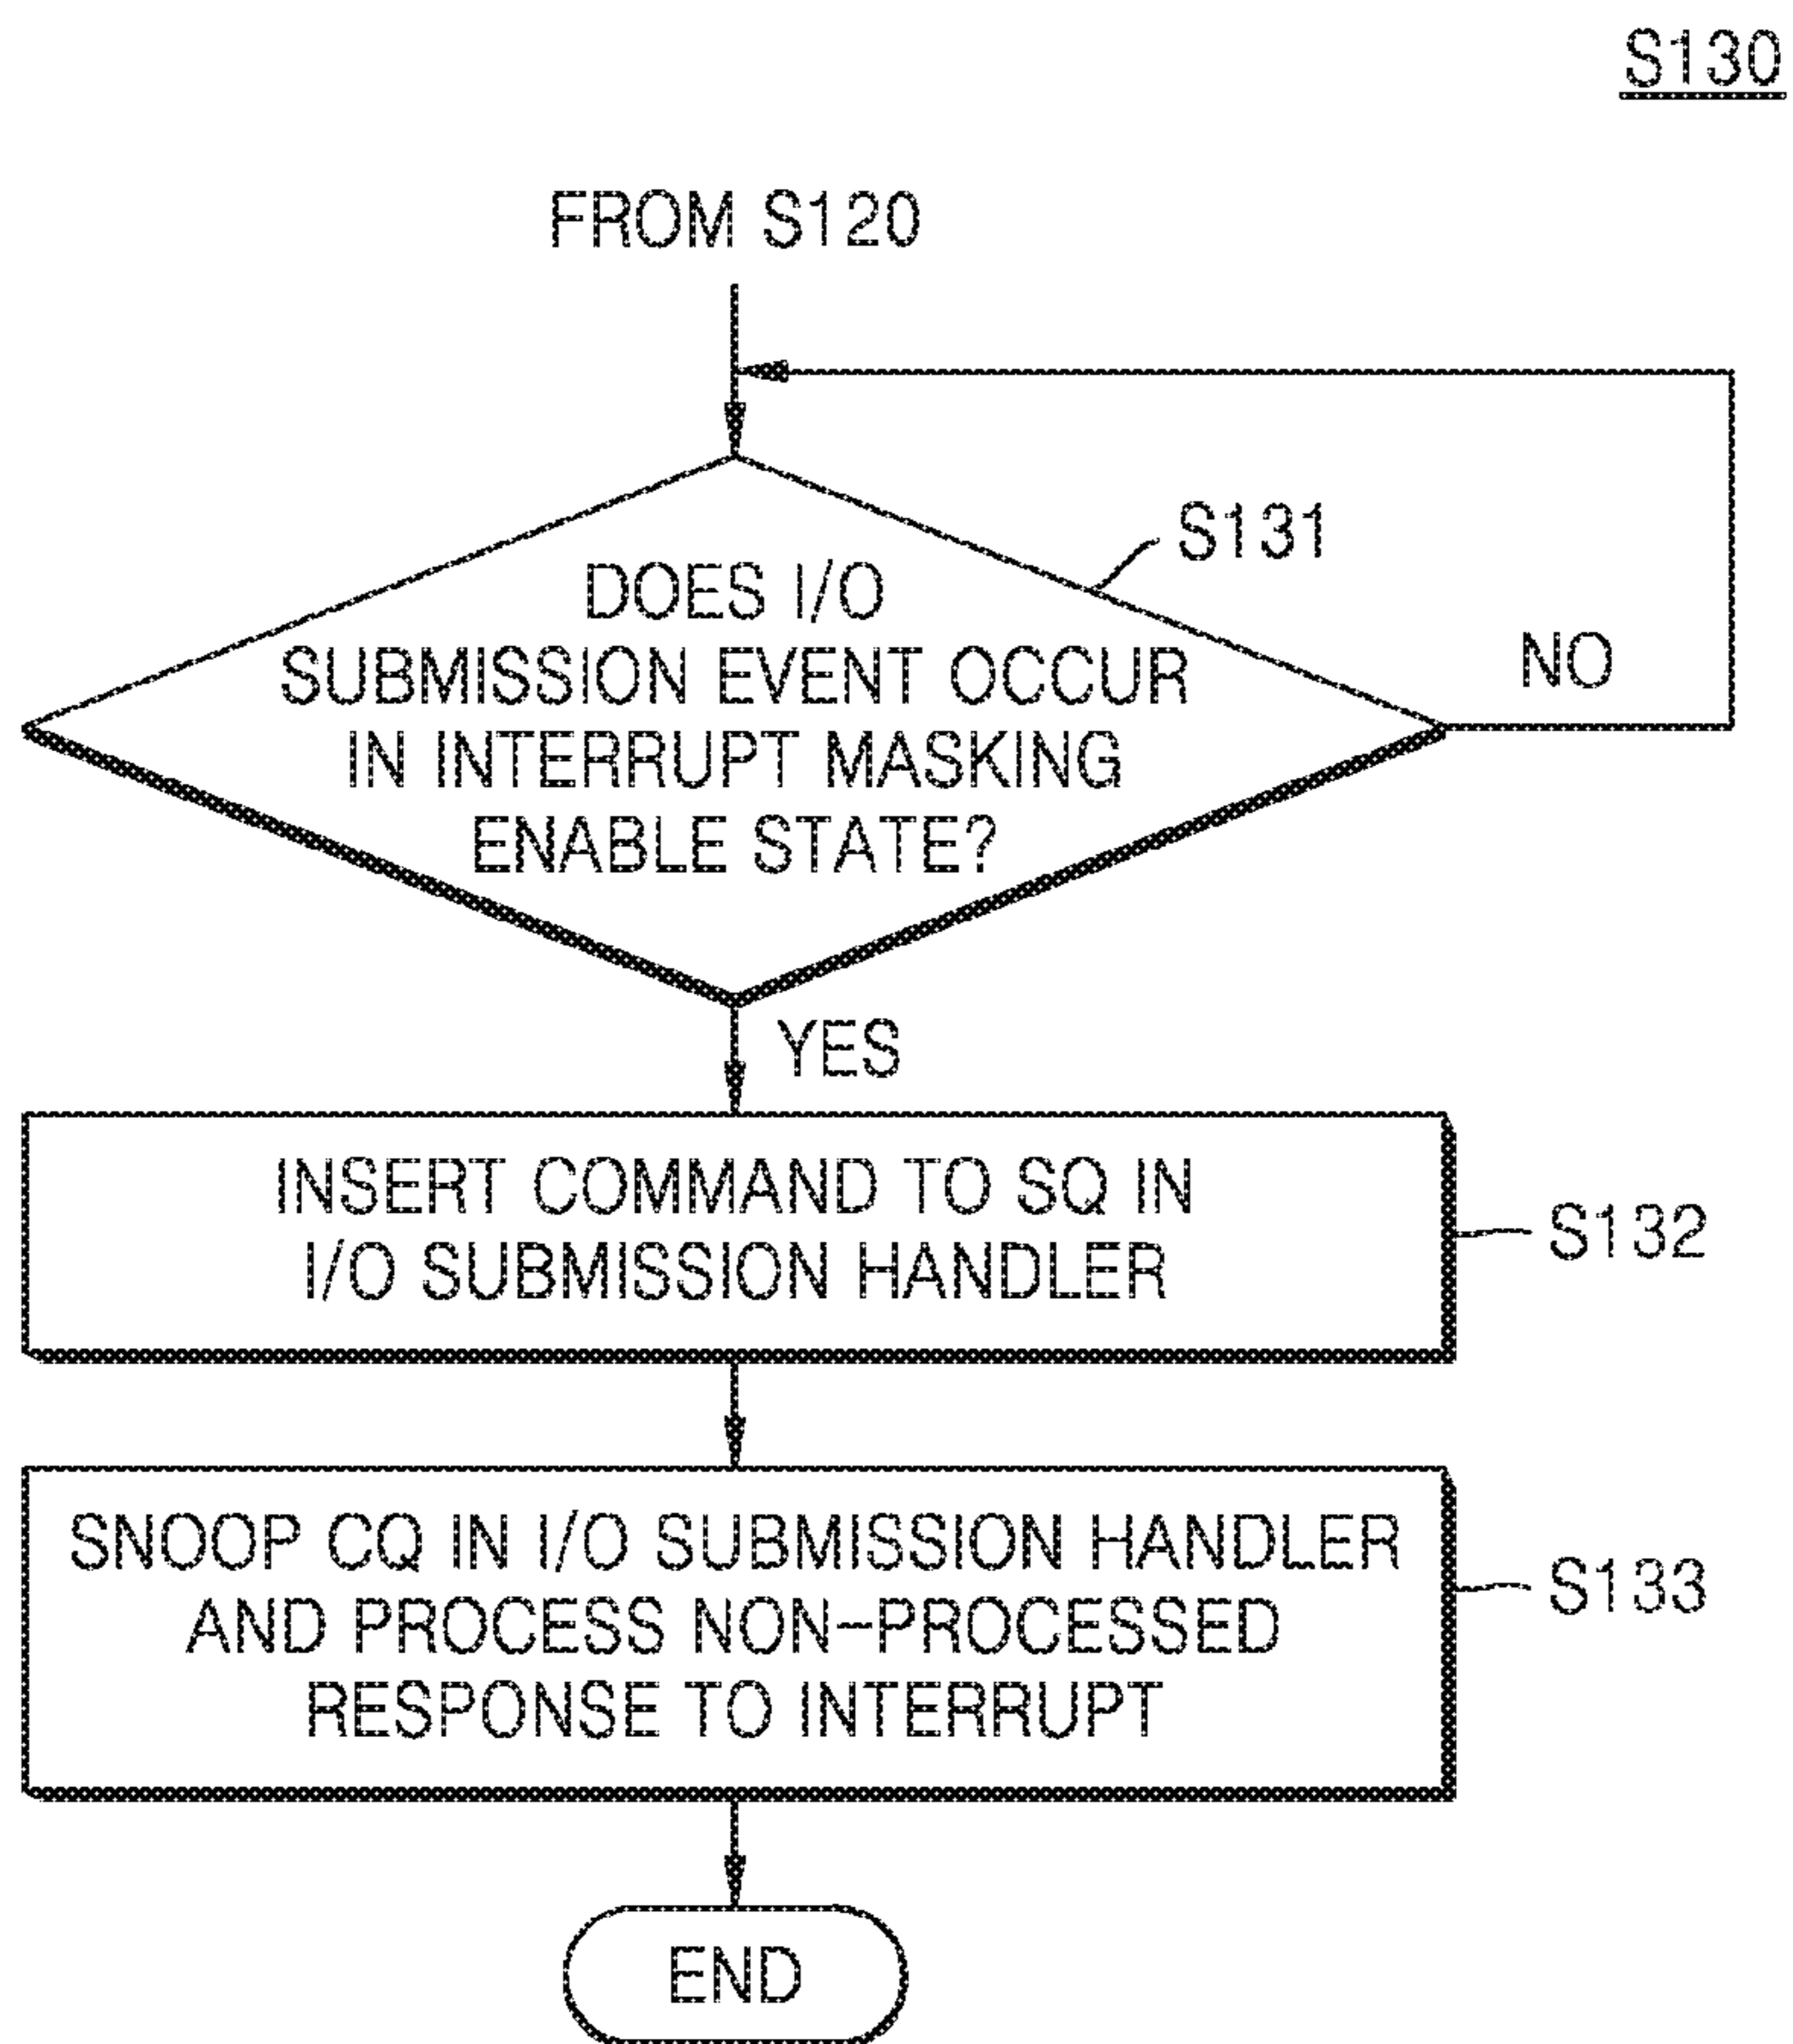 S130
FROM S120
S131
DOES I/O
SUBMISSION EVENT OCCUR
IN INTERRUPT MASKING
ENABLE STATE?
NO
YES
INSERT COMMAND TO SQ IN
I/O SUBMISSION HANDLER
S132
SNOOP CQ IN I/O SUBMISSION HANDLER
AND PROCESS NON-PROCESSED
RESPONSE TO INTERRUPT
S133
END